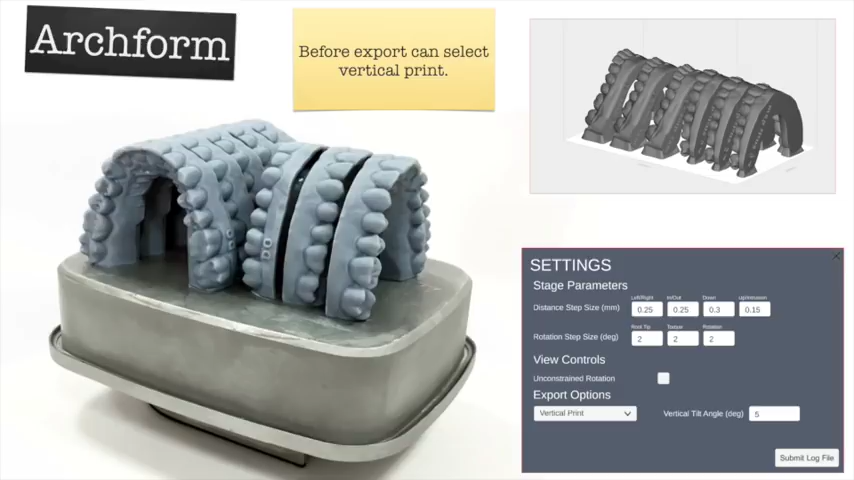 Archform
Before export can select
vertical print.
SETTINGS
Stage Parameters
Left/Right In/Out Down Up/Intrusion
Distance Step Size (mm) 0.25 0.25 0.3 0.15
Root Tip Torque Rotation
Rotation Step Size (deg) 2 2 2
View Controls
Unconstrained Rotation
Export Options
Vertical Print Vertical Tilt Angle (deg) 5
Submit Log File